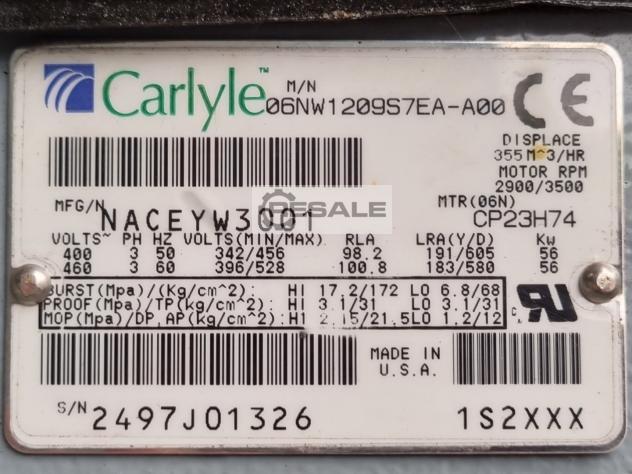 Carlyle™
M/N
06NW1209S7EA-A00
CE
DISPLACE
355 M^3/HR
MOTOR RPM
2900/3500
MFG/N
NACEYW3001
MTR(06N)
CP23H74
VOLTS~ PH HZ VOLTS(MIN/MAX) RLA LRA(Y/D) Kw
400 3 50 342/456 98.2 191/605 56
460 3 60 396/528 100.8 183/580 56
BURST(Mpa)/(Kg/cm^2): HI 17.2/172 LO 6.8/68
PROOF(Mpa)/TP(kg/cm^2): HI 3.1/31 LO 3.1/31
MOP(Mpa)/DP,AP(kg/cm^2):HI 2.15/21.5 LO 1.2/12
MADE IN
U.S.A.
S/N 2497J01326
1S2XXX